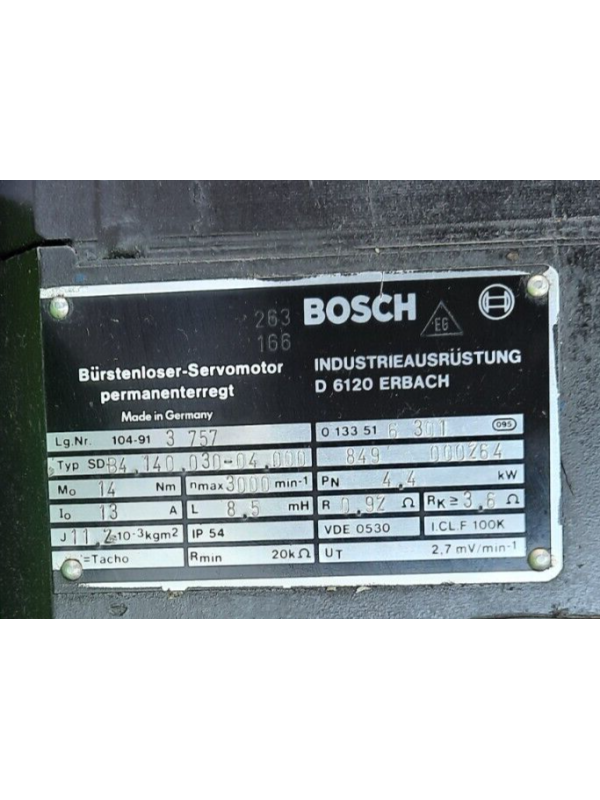 263
166
BOSCH
EG
Bürstenloser-Servomotor
permanenterregt
Made in Germany
INDUSTRIEAUSRÜSTUNG
D 6120 ERBACH
Lg.Nr. 104-91 3 757
0 133 51 6 301 095
Typ SD-B4.140.030-04.000
849 000264
Mo 14 Nm
nmax 3000 min-1
PN 4.4 kW
Io 13 A
L 8.5 mH
R 0.92 Ω
RK≥ 3.6 Ω
J 11.2 10-3kgm2
IP 54
VDE 0530
I.CL.F 100K
=Tacho
Rmin 20kΩ
UT 2,7 mV/min-1